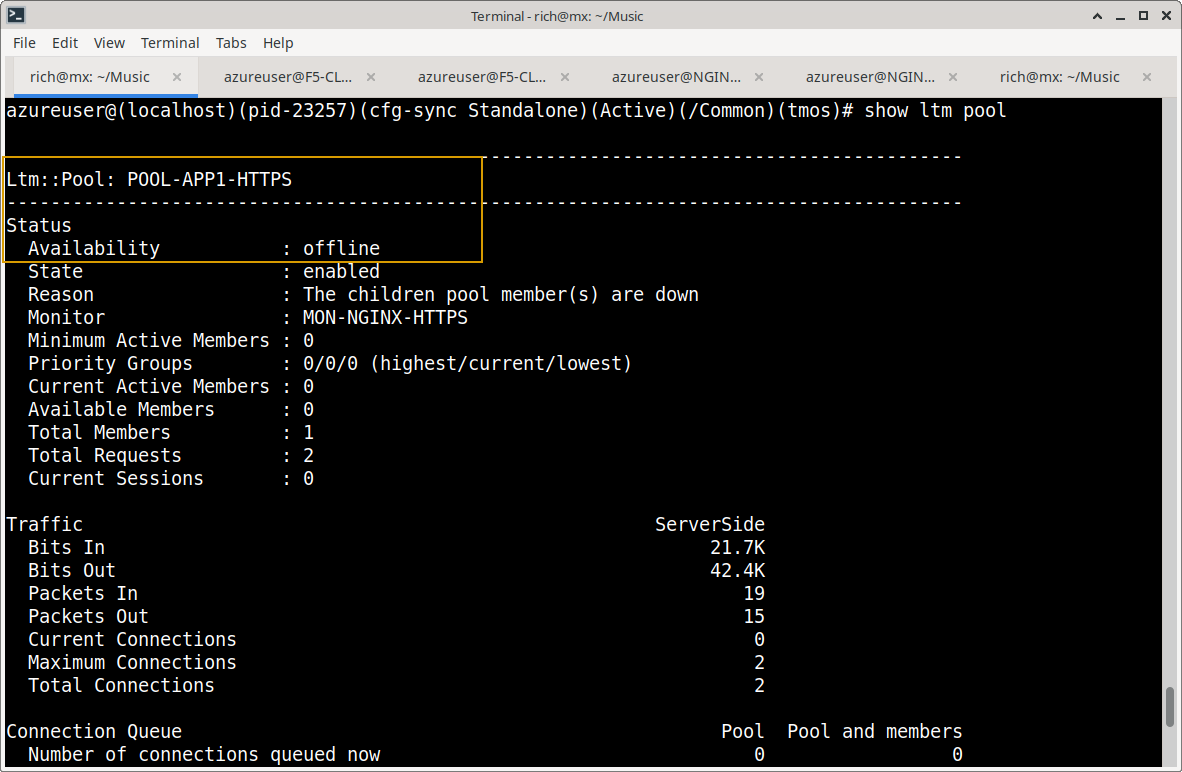 Terminal - rich@mx: ~/Music
File Edit View Terminal Tabs Help
rich@mx: ~/Music azureuser@F5-CL... azureuser@F5-CL... azureuser@NGIN... azureuser@NGIN... rich@mx: ~/Music
azureuser@(localhost)(pid-23257)(cfg-sync Standalone)(Active)(/Common)(tmos)# show ltm pool
---------------------------------------------------------------------------------------
Ltm::Pool: POOL-APP1-HTTPS
---------------------------------------------------------------------------------------
Status
  Availability           : offline
  State                  : enabled
  Reason                 : The children pool member(s) are down
  Monitor                : MON-NGINX-HTTPS
  Minimum Active Members : 0
  Priority Groups        : 0/0/0 (highest/current/lowest)
  Current Active Members : 0
  Available Members      : 0
  Total Members          : 1
  Total Requests         : 2
  Current Sessions       : 0
Traffic                                                    ServerSide
  Bits In                                                       21.7K
  Bits Out                                                      42.4K
  Packets In                                                       19
  Packets Out                                                      15
  Current Connections                                               0
  Maximum Connections                                               2
  Total Connections                                                 2
Connection Queue                                                 Pool  Pool and members
  Number of connections queued now                                  0                 0